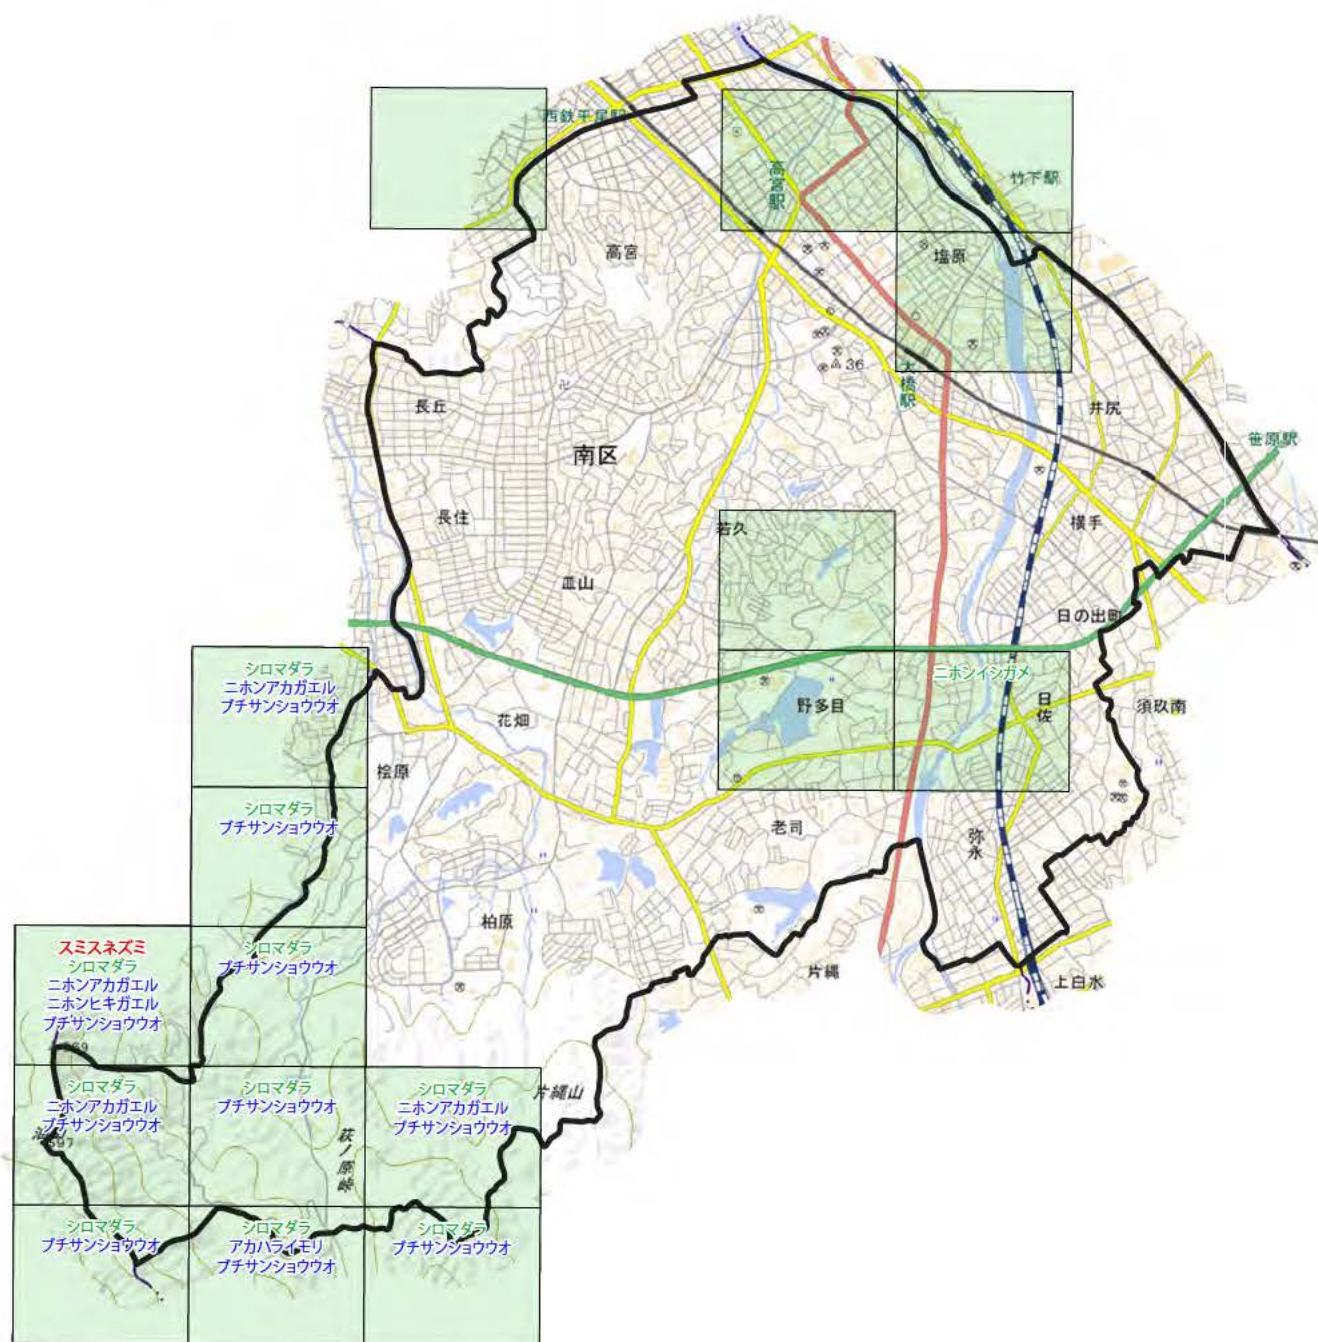 西鉄平尾駅
高宮駅
竹下駅
高宮
塩原
36
大橋駅
長丘
井尻
南区
笹原駅
長住
若久
横手
皿山
日の出町
シロマダラ
ニホンアカガエル
ブチサンショウウオ
ニホンイシガメ
野多目
日佐
須玖南
花畑
桧原
シロマダラ
ブチサンショウウオ
老司
弥永
柏原
スミスネズミ
シロマダラ
ニホンアカガエル
ニホンヒキガエル
ブチサンショウウオ
シロマダラ
ブチサンショウウオ
片縄
上白水
シロマダラ
ニホンアカガエル
ブチサンショウウオ
597
シロマダラ
ブチサンショウウオ
荻ノ原峠
シロマダラ
ニホンアカガエル
ブチサンショウウオ
片縄山
シロマダラ
ブチサンショウウオ
シロマダラ
アカハライモリ
ブチサンショウウオ
シロマダラ
ブチサンショウウオ